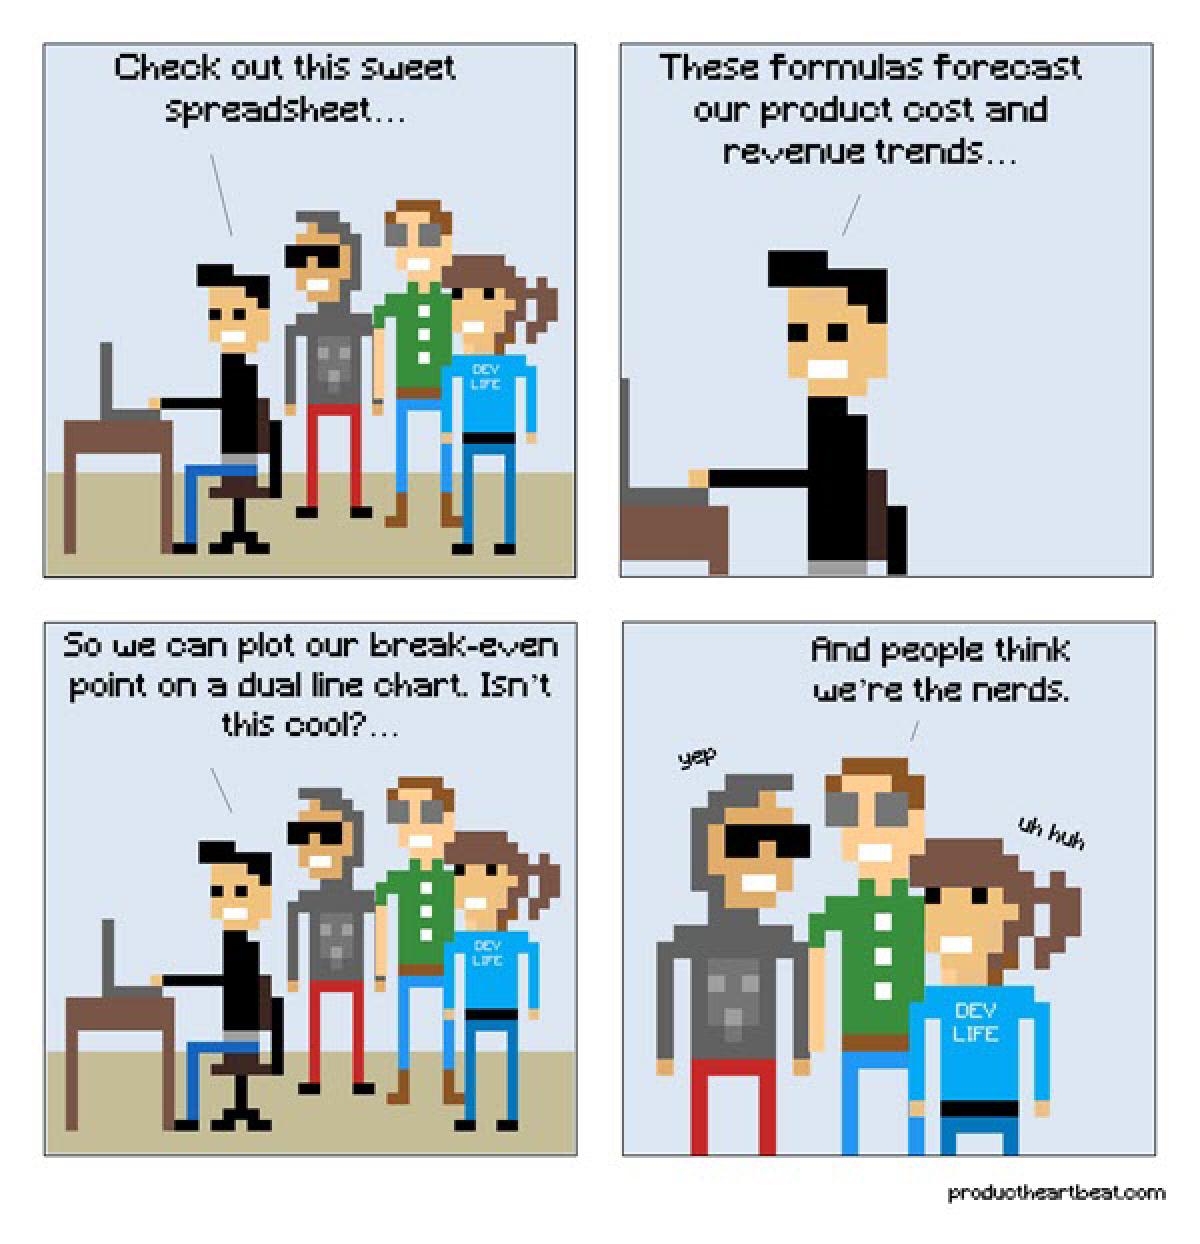 Check out this sweet
spreadsheet...
DEV
LIFE
These formulas forecast
our product cost and
revenue trends...
So we can plot our break-even
point on a dual line chart. Isn't
this cool?...
DEV
LIFE
And people think
we're the nerds.
yep
uh huh
DEV
LIFE
productheartbeat.com